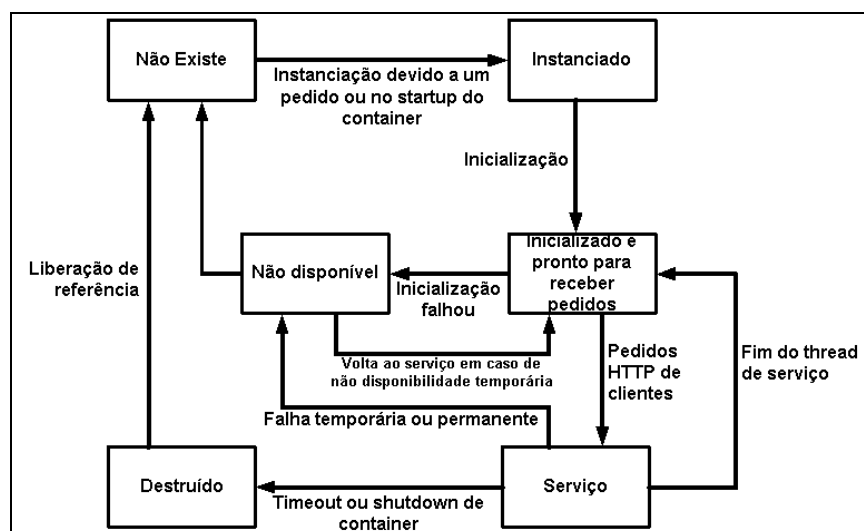 Não Existe
Instanciado
Instanciação devido a um
pedido ou no startup do
container
Inicialização
Não disponível
Inicializado e
pronto para
receber
pedidos
Inicialização
falhou
Liberação de
referência
Volta ao serviço em caso de
não disponibilidade temporária
Pedidos
HTTP de
clientes
Fim do thread
de serviço
Falha temporária ou permanente
Destruído
Timeout ou shutdown de
container
Serviço